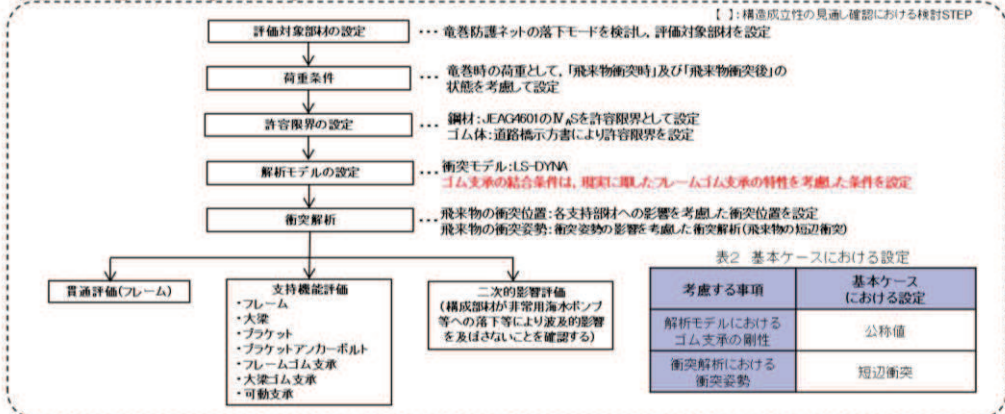 【 】:構造成立性の見通し確認における検討STEP
評価対象部材の設定
… 竜巻防護ネットの落下モードを検討し，評価対象部材を設定
荷重条件
… 竜巻時の荷重として，「飛来物衝突時」及び「飛来物衝突後」の
状態を考慮して設定
許容限界の設定
… 鋼材:JEAG4601のⅣASを許容限界として設定
ゴム体:道路橋示方書により許容限界を設定
解析モデルの設定
… 衝突モデル:LS-DYNA
ゴム支承の結合条件は，現実に即したフレームゴム支承の特性を考慮した条件を設定
衝突解析
… 飛来物の衝突位置:各支持部材への影響を考慮した衝突位置を設定
飛来物の衝突姿勢:衝突姿勢の影響を考慮した衝突解析(飛来物の短辺衝突)
貫通評価(フレーム)
支持機能評価
・フレーム
・大梁
・ブラケット
・ブラケットアンカーボルト
・フレームゴム支承
・大梁ゴム支承
・可動支承
二次的影響評価
(構成部材が非常用海水ポンプ
等への落下等により波及的影響
を及ぼさないことを確認する)
表2 基本ケースにおける設定
考慮する事項
基本ケース
における設定
解析モデルにおける
ゴム支承の剛性
公称値
衝突解析における
衝突姿勢
短辺衝突